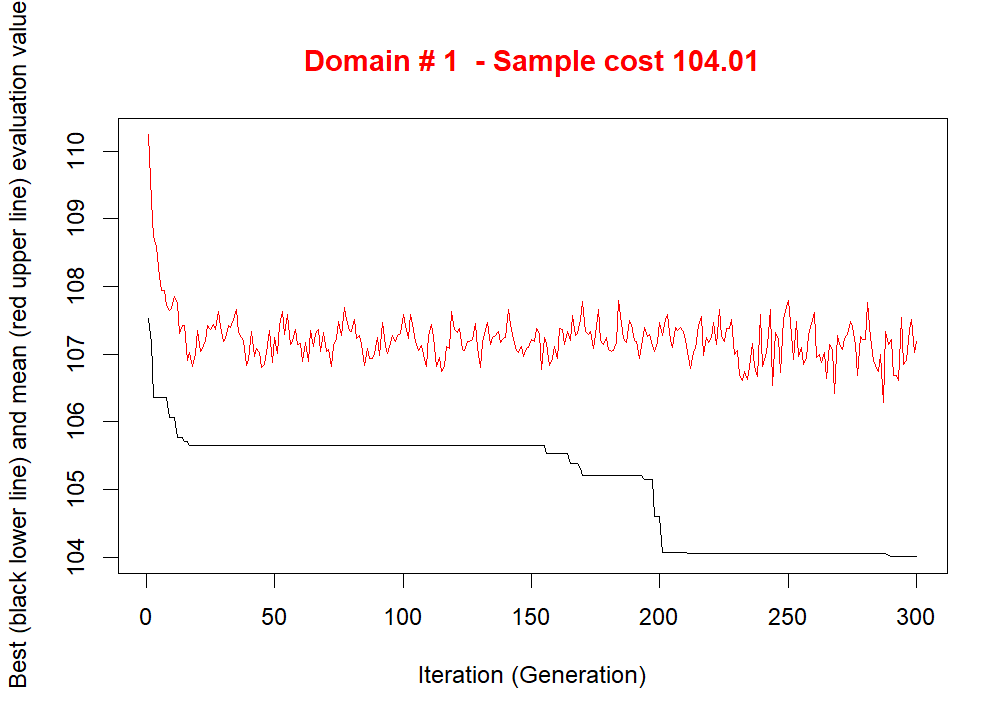 Domain # 1  - Sample cost 104.01
Best (black lower line) and mean (red upper line) evaluation value
110
109
108
107
106
105
104
0 50 100 150 200 250 300
Iteration (Generation)